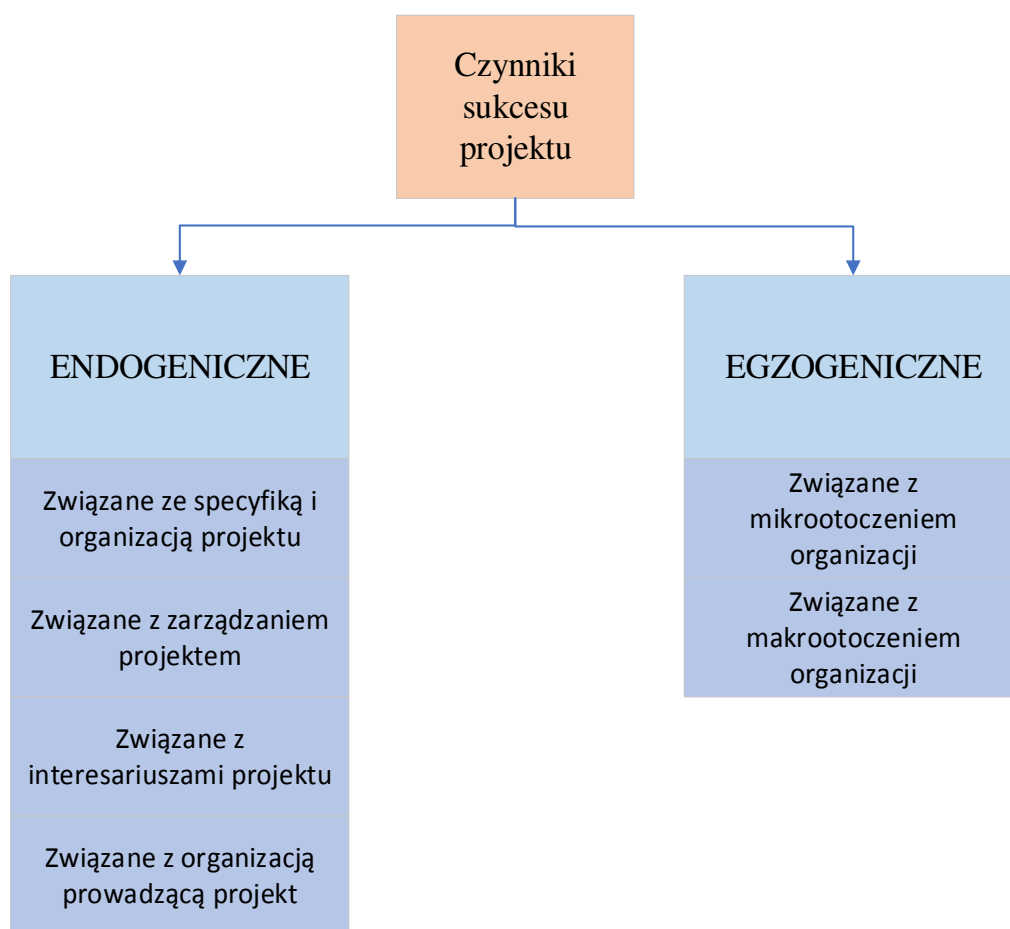 Czynniki
sukcesu
projektu
ENDOGENICZNE
Związane ze specyfiką i
organizacją projektu
Związane z zarządzaniem
projektem
Związane z
interesariuszami projektu
Związane z organizacją
prowadzącą projekt
EGZOGENICZNE
Związane z
mikrootoczeniem
organizacji
Związane z
makrootoczeniem
organizacji